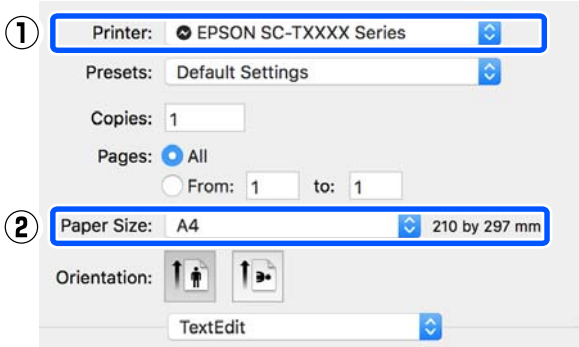 ① Printer: EPSON SC-TXXXX Series
Presets: Default Settings
Copies: 1
Pages: All
From: 1 to: 1
② Paper Size: A4 210 by 297 mm
Orientation:
TextEdit